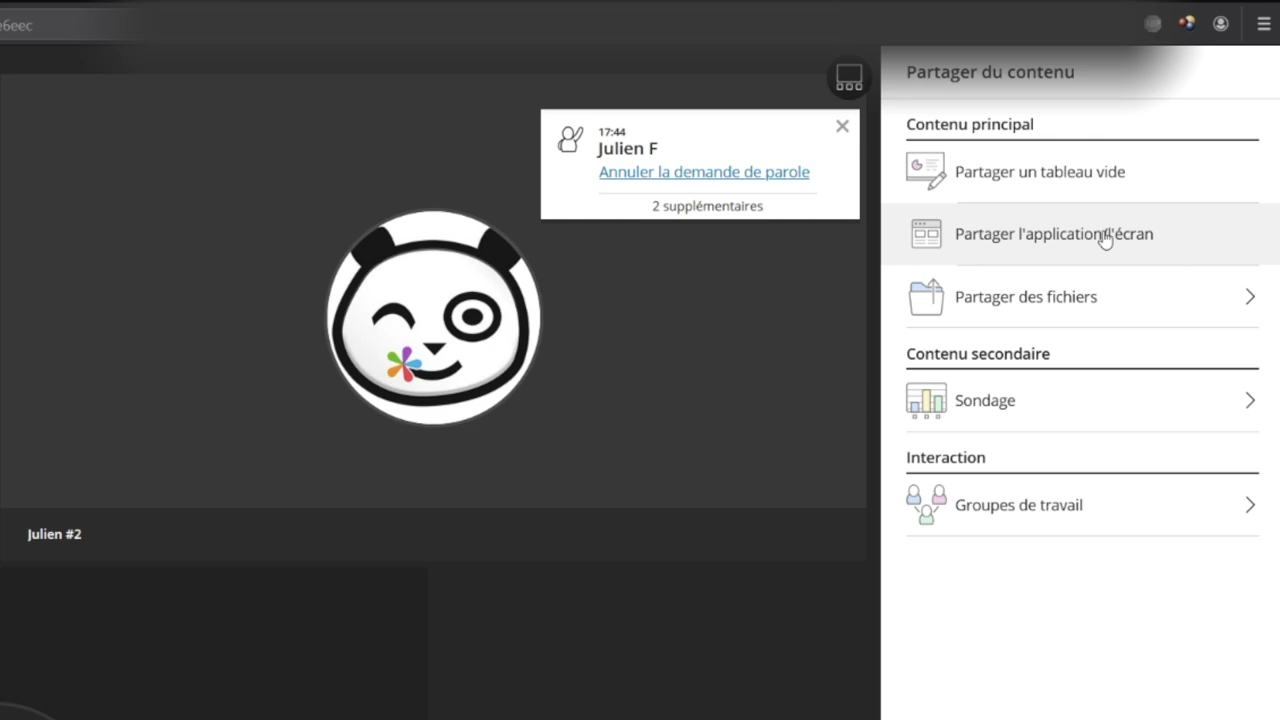 e6eec
Partager du contenu
17:44
Julien F
Annuler la demande de parole
2 supplémentaires
Contenu principal
Partager un tableau vide
Partager l'application/l'écran
Partager des fichiers
Contenu secondaire
Sondage
Interaction
Groupes de travail
Julien #2